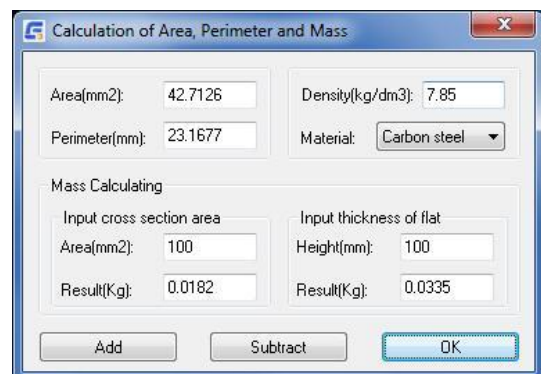 Calculation of Area, Perimeter and Mass
Area(mm2): 42.7126
Density(kg/dm3): 7.85
Perimeter(mm): 23.1677
Material: Carbon steel
Mass Calculating
Input cross section area
Input thickness of flat
Area(mm2): 100
Height(mm): 100
Result(Kg): 0.0182
Result(Kg): 0.0335
Add Subtract OK